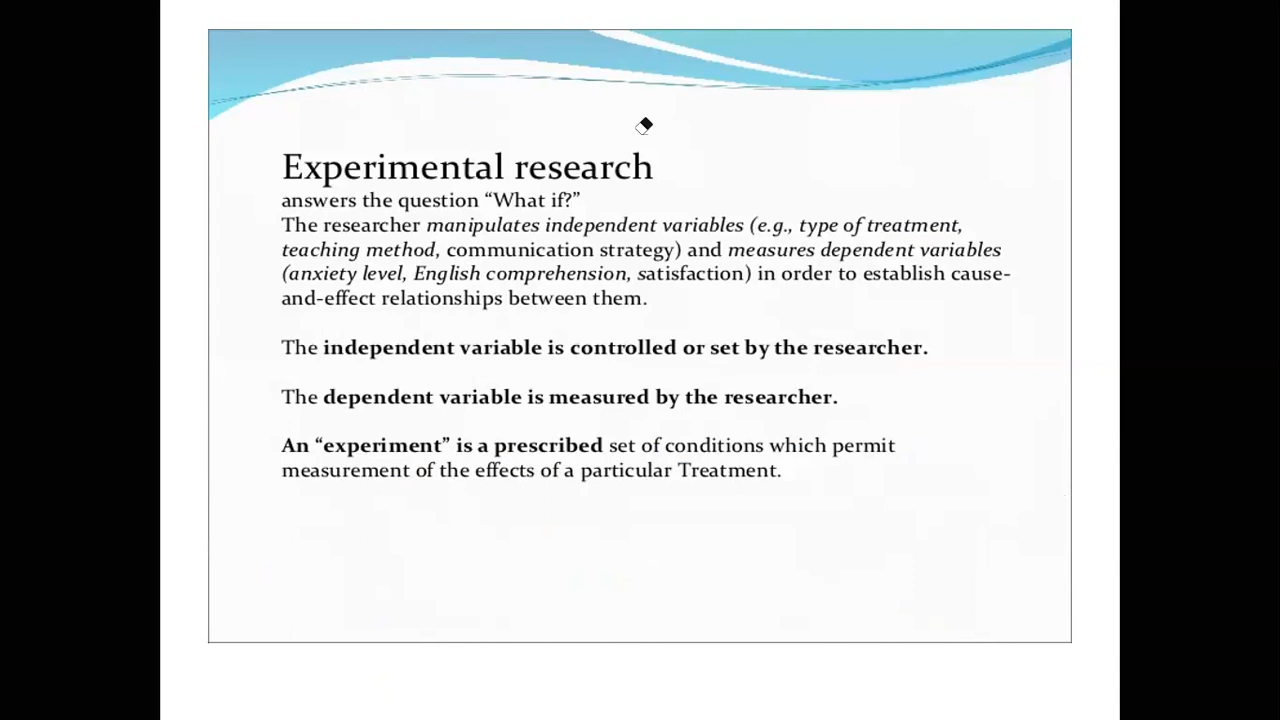 Experimental research
answers the question “What if?”
The researcher manipulates independent variables (e.g., type of treatment,
teaching method, communication strategy) and measures dependent variables
(anxiety level, English comprehension, satisfaction) in order to establish cause-
and-effect relationships between them.
The independent variable is controlled or set by the researcher.
The dependent variable is measured by the researcher.
An “experiment” is a prescribed set of conditions which permit
measurement of the effects of a particular Treatment.